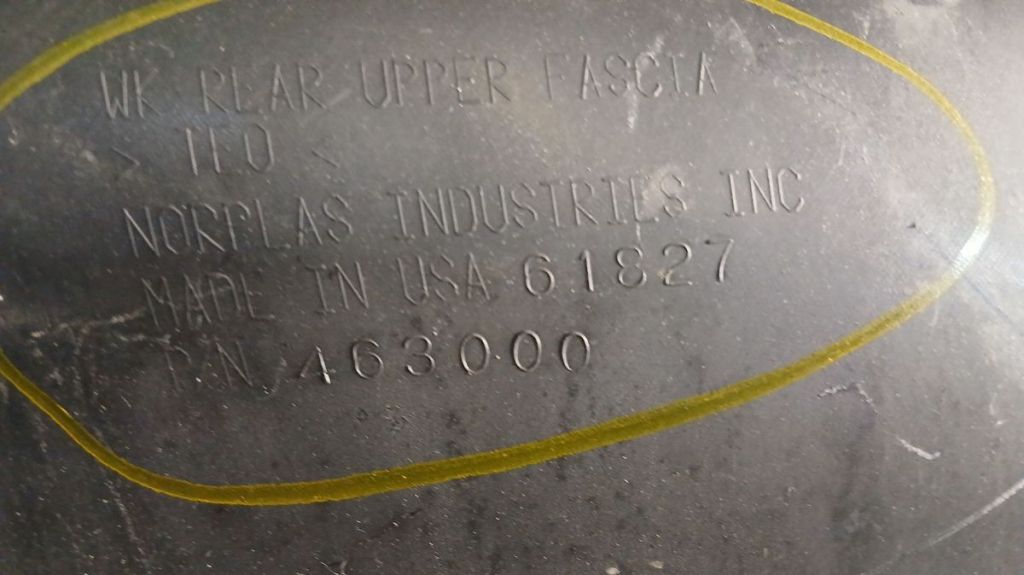 WK REAR UPPER FASCIA
> TEO <
NORPLAS INDUSTRIES INC
MADE IN USA 61827
P/N 463000